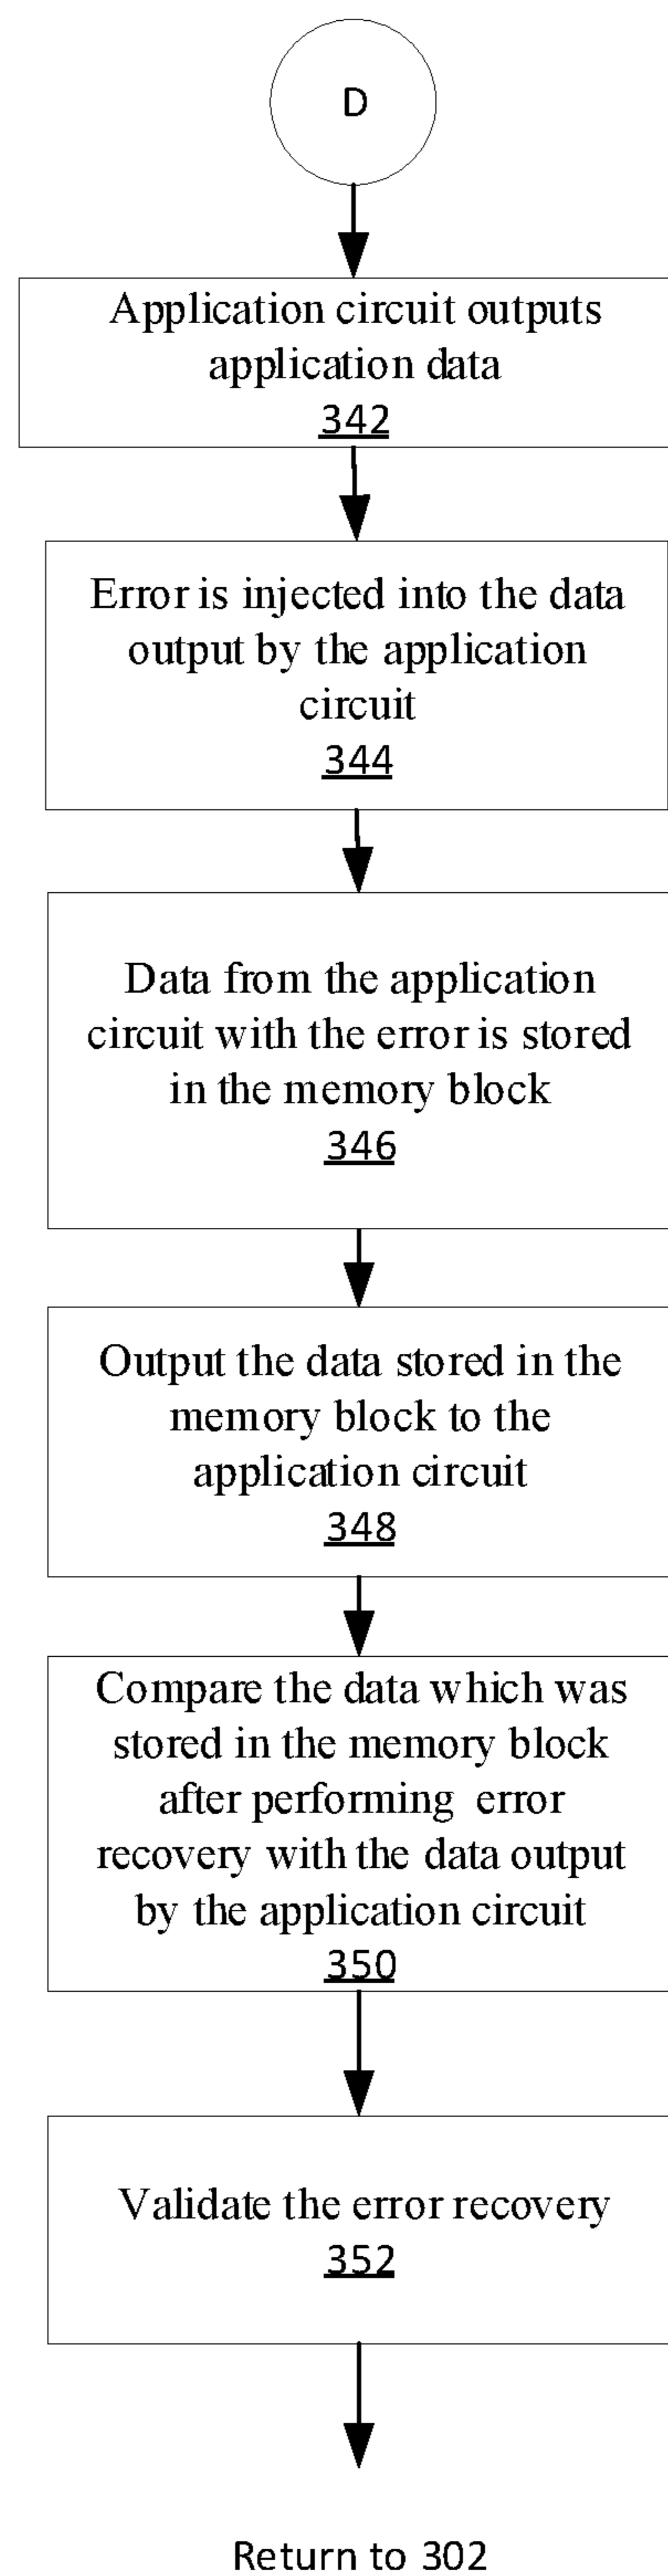 D
Application circuit outputs
application data
342
Error is injected into the data
output by the application
circuit
344
Data from the application
circuit with the error is stored
in the memory block
346
Output the data stored in the
memory block to the
application circuit
348
Compare the data which was
stored in the memory block
after performing error
recovery with the data output
by the application circuit
350
Validate the error recovery
352
Return to 302